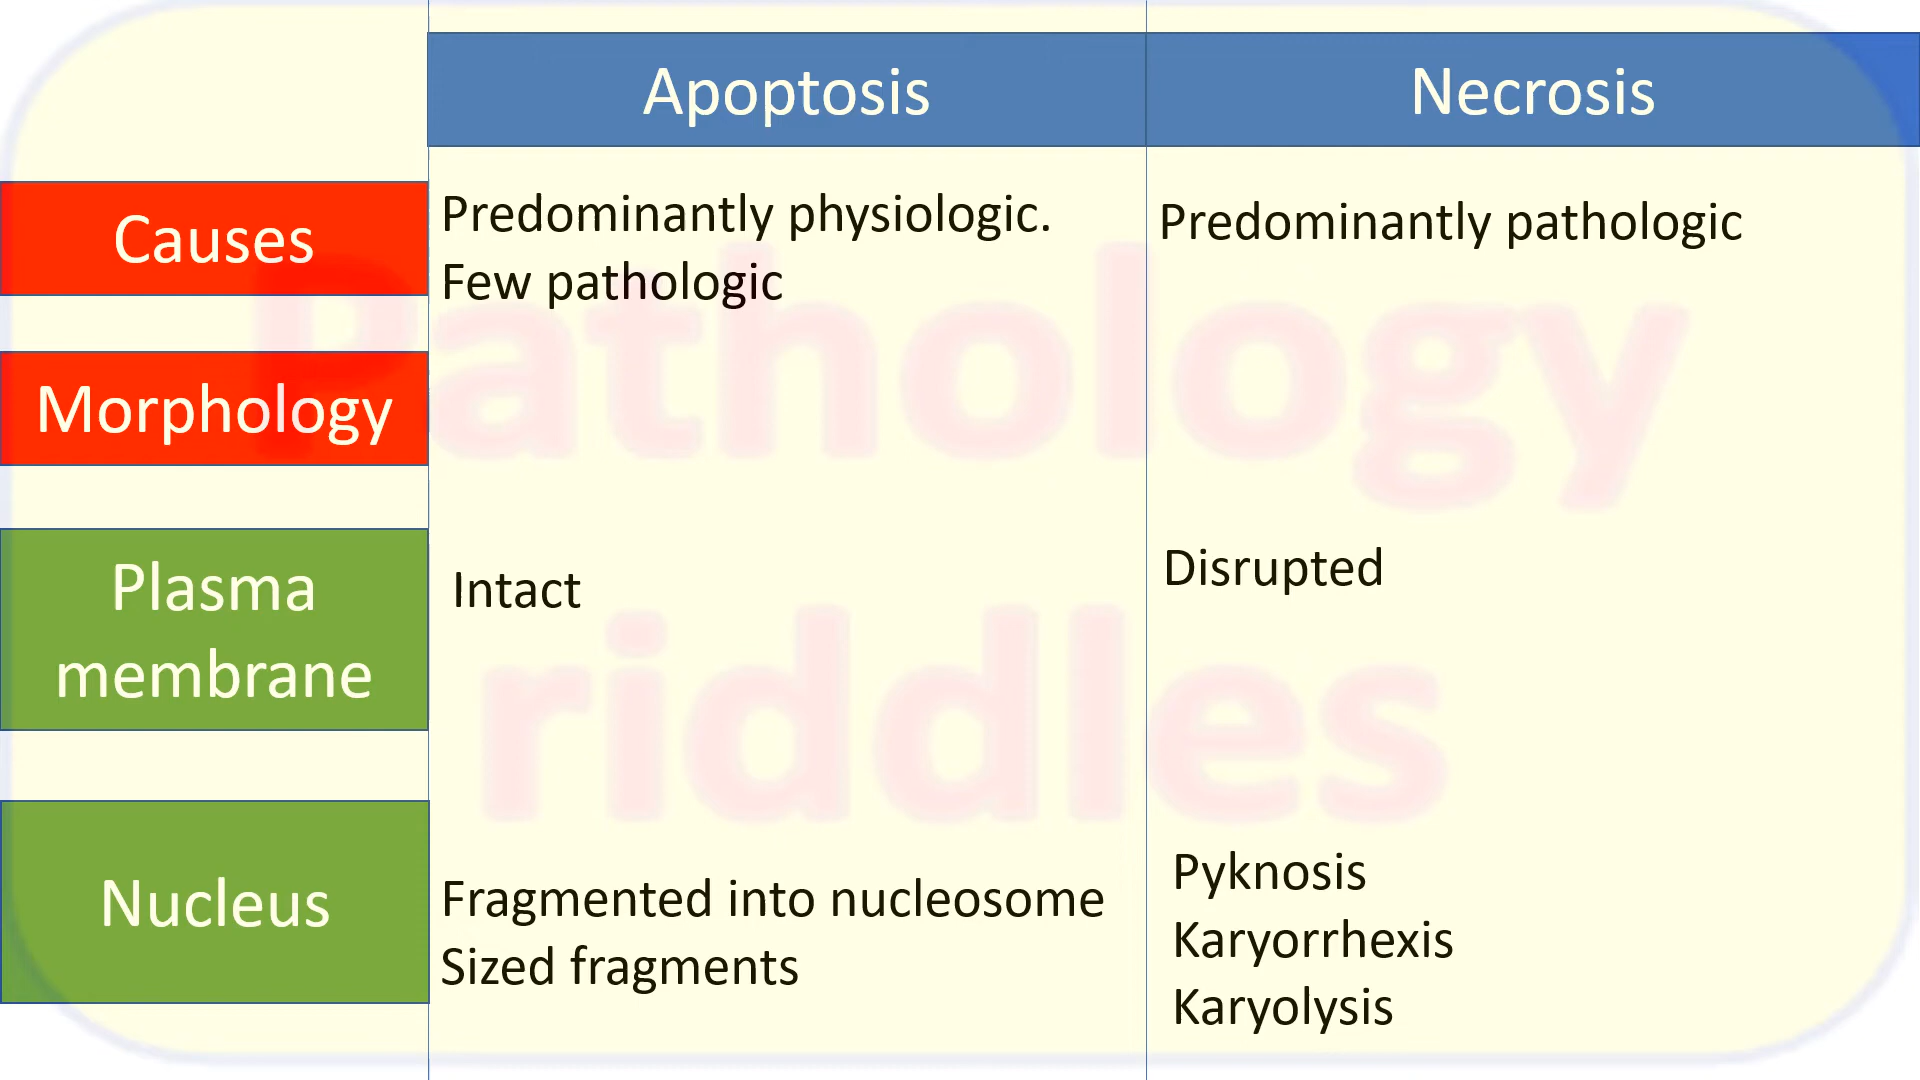 Apoptosis Necrosis
Causes
Predominantly physiologic.
Few pathologic
Predominantly pathologic
Morphology
Plasma
membrane
Intact
Disrupted
Nucleus
Fragmented into nucleosome
Sized fragments
Pyknosis
Karyorrhexis
Karyolysis
Pathology
riddles